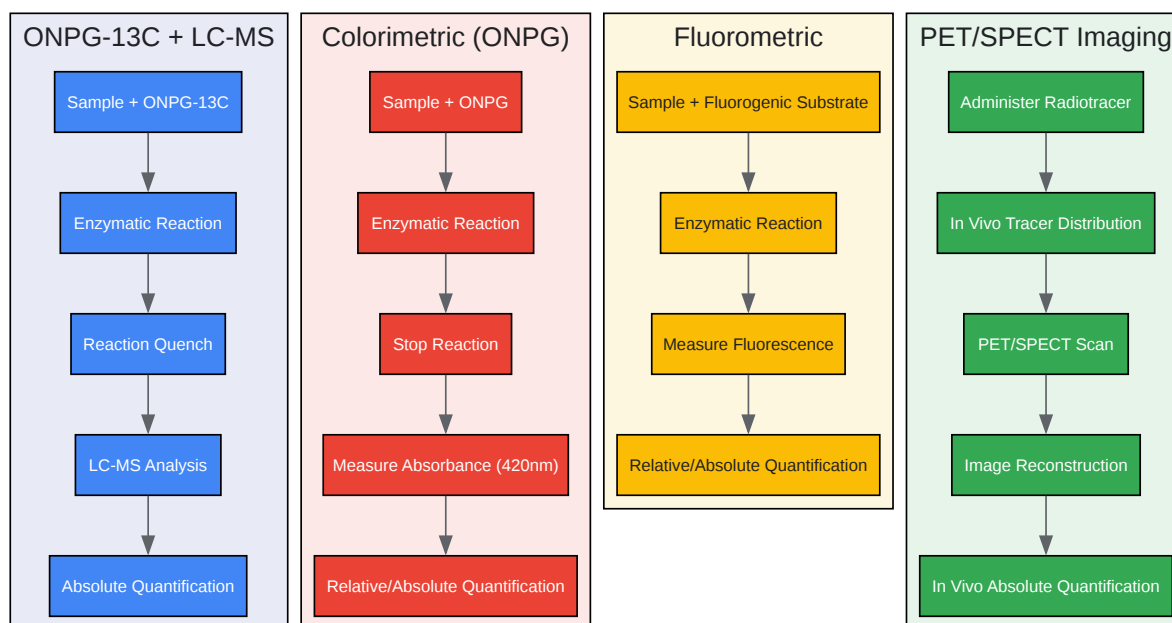 ONPG-13C + LC-MS
Sample + ONPG-13C
Enzymatic Reaction
Reaction Quench
LC-MS Analysis
Absolute Quantification
Colorimetric (ONPG)
Sample + ONPG
Enzymatic Reaction
Stop Reaction
Measure Absorbance (420nm)
Relative/Absolute Quantification
Fluorometric
Sample + Fluorogenic Substrate
Enzymatic Reaction
Measure Fluorescence
Relative/Absolute Quantification
PET/SPECT Imaging
Administer Radiotracer
In Vivo Tracer Distribution
PET/SPECT Scan
Image Reconstruction
In Vivo Absolute Quantification